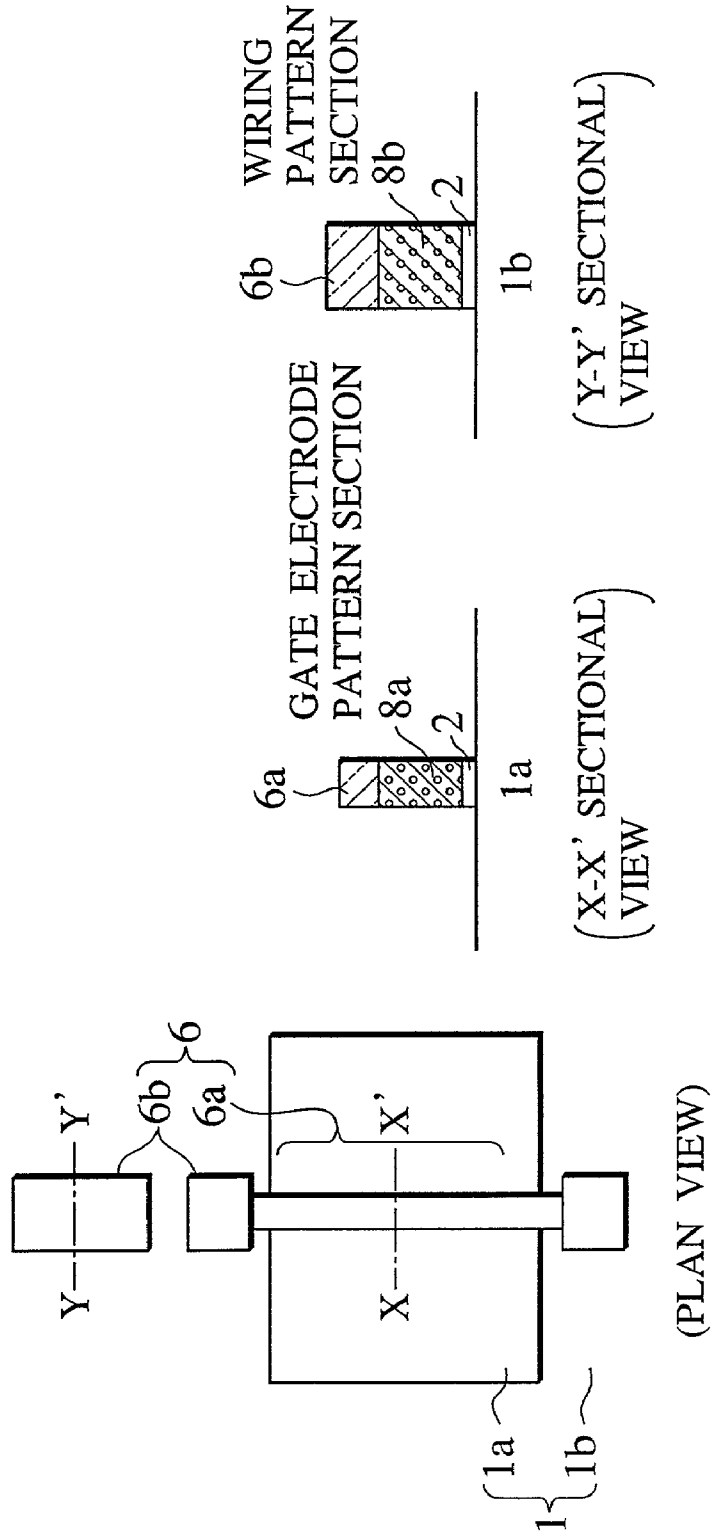 Y
Y'
6b
6
6a
X
X'
1a
1
1b
(PLAN VIEW)
GATE ELECTRODE
PATTERN SECTION
6a
8a
2
1a
(X-X' SECTIONAL
VIEW)
WIRING
PATTERN
SECTION
6b
8b
2
1b
(Y-Y' SECTIONAL
VIEW)